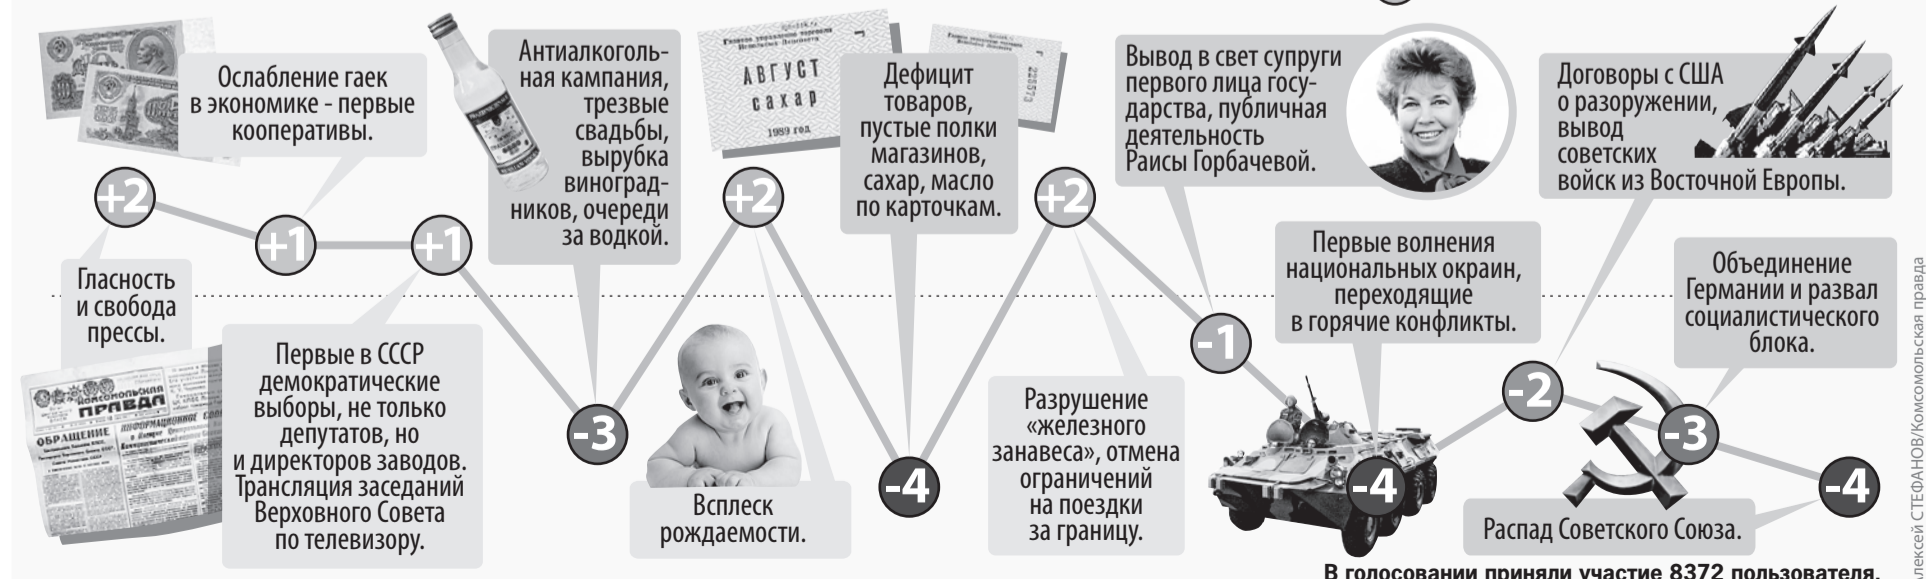 Ослабление гаек
в экономике - первые
кооперативы.
Антиалкоголь-
ная кампания,
трезвые
свадьбы,
вырубка
виноград-
ников, очереди
за водкой.
Главное управление торговли
АВГУСТ
сахар
1989 год
Дефицит
товаров,
пустые полки
магазинов,
сахар, масло
по карточкам.
Вывод в свет супруги
первого лица госу-
дарства, публичная
деятельность
Раисы Горбачевой.
Договоры с США
о разоружении,
вывод
советских
войск из Восточной Европы.
+2
+1
+1
-3
+2
-4
+2
-1
-4
-2
-3
-4
Гласность
и свобода
прессы.
КОМСОМОЛЬСКАЯ
ПРАВДА
ОБРАЩЕНИЕ
Первые в СССР
демократические
выборы, не только
депутатов, но
и директоров заводов.
Трансляция заседаний
Верховного Совета
по телевизору.
Всплеск
рождаемости.
Разрушение
«железного
занавеса», отмена
ограничений
на поездки
за границу.
Первые волнения
национальных окраин,
переходящие
в горячие конфликты.
Объединение
Германии и развал
социалистического
блока.
Распад Советского Союза.
В голосовании приняли участие 8372 пользователя.
лексей СТЕФАНОВ/Комсомольская правда